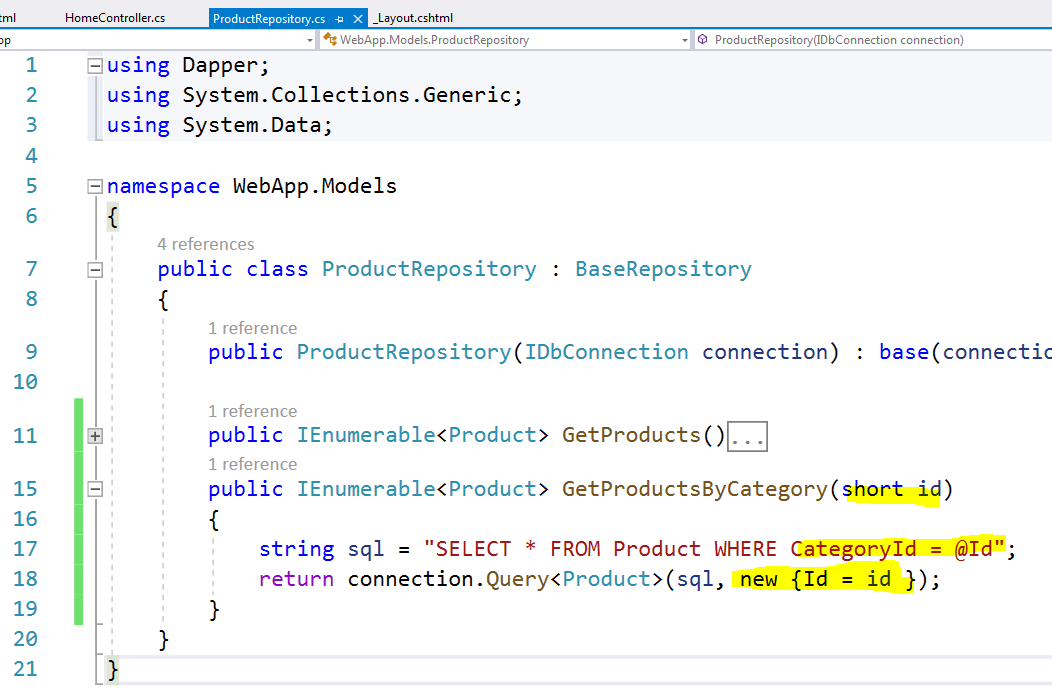 tml HomeController.cs ProductRepository.cs _Layout.cshtml
pp WebApp.Models.ProductRepository ProductRepository(IDbConnection connection)
1 using Dapper;
2 using System.Collections.Generic;
3 using System.Data;
4
5 namespace WebApp.Models
6 {
4 references
7 public class ProductRepository : BaseRepository
8 {
1 reference
9 public ProductRepository(IDbConnection connection) : base(connectic
10
1 reference
11 public IEnumerable<Product> GetProducts()...
1 reference
15 public IEnumerable<Product> GetProductsByCategory(short id)
16 {
17 string sql = "SELECT * FROM Product WHERE CategoryId = @Id";
18 return connection.Query<Product>(sql, new {Id = id });
19 }
20 }
21 }